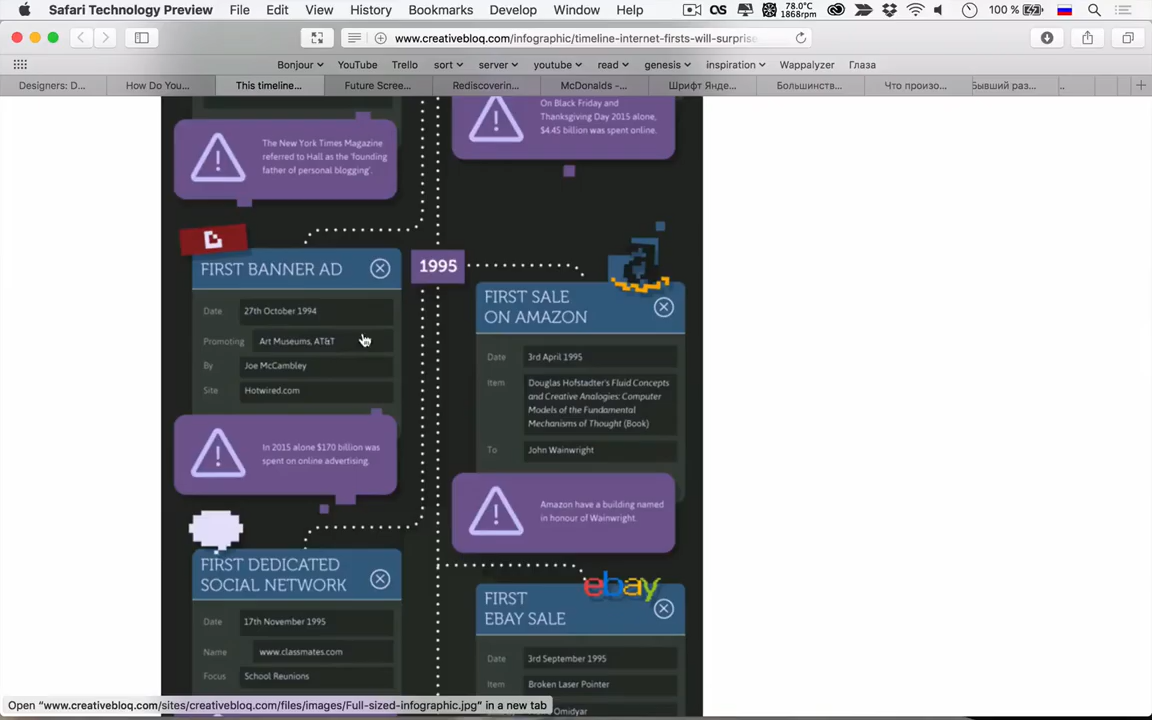 Safari Technology Preview File Edit View History Bookmarks Develop Window Help
OS
78.0°C
1868rpm
100 %
www.creativebloq.com/infographic/timeline-internet-firsts-will-surprise
Bonjour YouTube Trello sort server youtube read genesis inspiration Wappalyzer Глаза
Designers: D... How Do You... This timeline... Future Scree... Rediscoverin... McDonalds -... Шрифт Янде... Большинств... Что произо... Бывший раз... ..
On Black Friday and
Thanksgiving Day 2015 alone,
$4.45 billion was spent online.
The New York Times Magazine
referred to Hall as the 'founding
father of personal blogging'.
FIRST BANNER AD
Date 27th October 1994
Promoting Art Museums, AT&T
By Joe McCambley
Site Hotwired.com
In 2015 alone $170 billion was
spent on online advertising.
1995
a
FIRST SALE
ON AMAZON
Date 3rd April 1995
Item Douglas Hofstadter's Fluid Concepts
and Creative Analogies: Computer
Models of the Fundamental
Mechanisms of Thought (Book)
To John Wainwright
Amazon have a building named
in honour of Wainwright.
FIRST DEDICATED
SOCIAL NETWORK
Date 17th November 1995
Name www.classmates.com
Focus School Reunions
ebay
FIRST
EBAY SALE
Date 3rd September 1995
Item Broken Laser Pointer
Omidyar
Open "www.creativebloq.com/sites/creativebloq.com/files/images/Full-sized-infographic.jpg" in a new tab